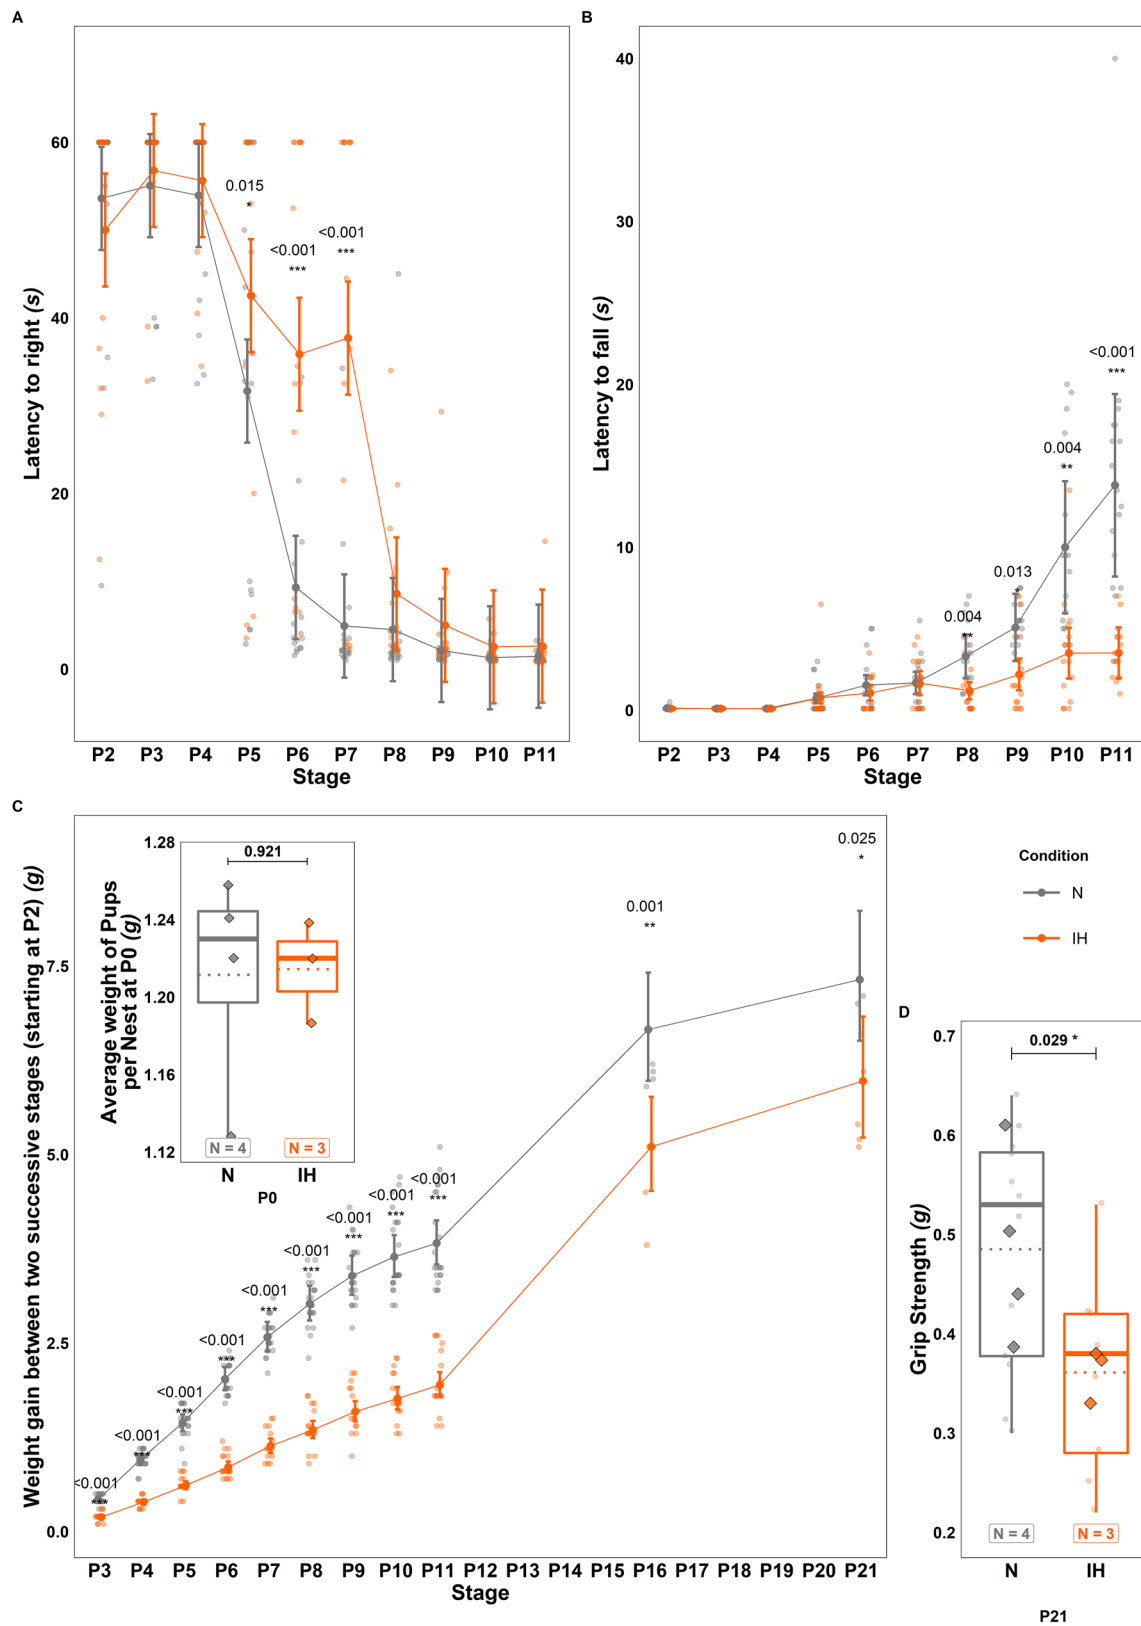 A
60
40
20
0
Latency to right (s)
0.015
*
<0.001
***
<0.001
***
P2 P3 P4 P5 P6 P7 P8 P9 P10 P11
Stage
B
40
30
20
10
0
Latency to fall (s)
0.004
**
0.013
*
0.004
**
<0.001
***
P2 P3 P4 P5 P6 P7 P8 P9 P10 P11
Stage
C
Weight gain between two successive stages (starting at P2) (g)
7.5
5.0
2.5
0.0
<0.001
***
<0.001
***
<0.001
***
<0.001
***
<0.001
***
<0.001
***
<0.001
***
<0.001
***
<0.001
***
0.001
**
0.025
*
P3 P4 P5 P6 P7 P8 P9 P10 P11 P12 P13 P14 P15 P16 P17 P18 P19 P20 P21
Stage
Average weight of Pups
per Nest at P0 (g)
1.28
1.24
1.20
1.16
1.12
0.921
N = 4
N = 3
N IH
P0
Condition
N
IH
D
Grip Strength (g)
0.7
0.6
0.5
0.4
0.3
0.2
0.029 *
N = 4
N = 3
N IH
P21